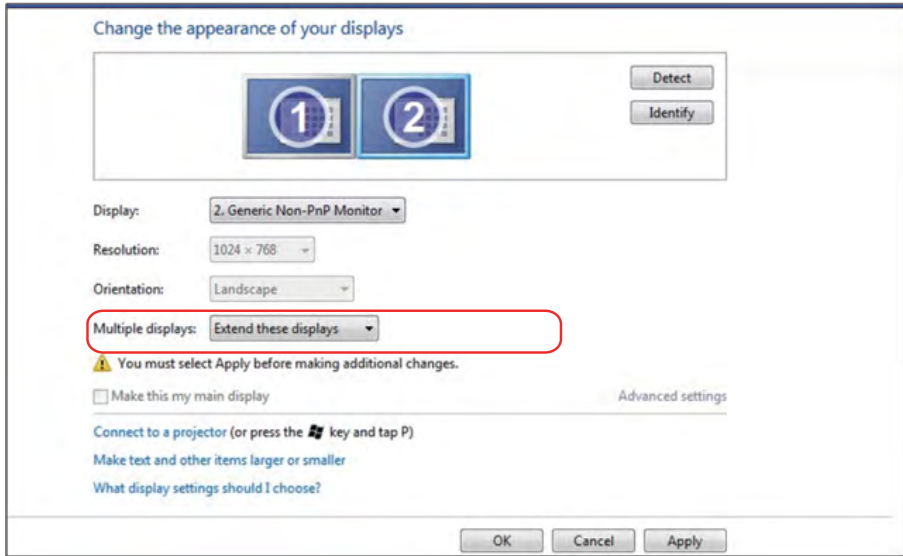 Change the appearance of your displays
1 2
Detect
Identify
Display: 2. Generic Non-PnP Monitor
Resolution: 1024 × 768
Orientation: Landscape
Multiple displays: Extend these displays
You must select Apply before making additional changes.
Make this my main display Advanced settings
Connect to a projector (or press the key and tap P)
Make text and other items larger or smaller
What display settings should I choose?
OK Cancel Apply